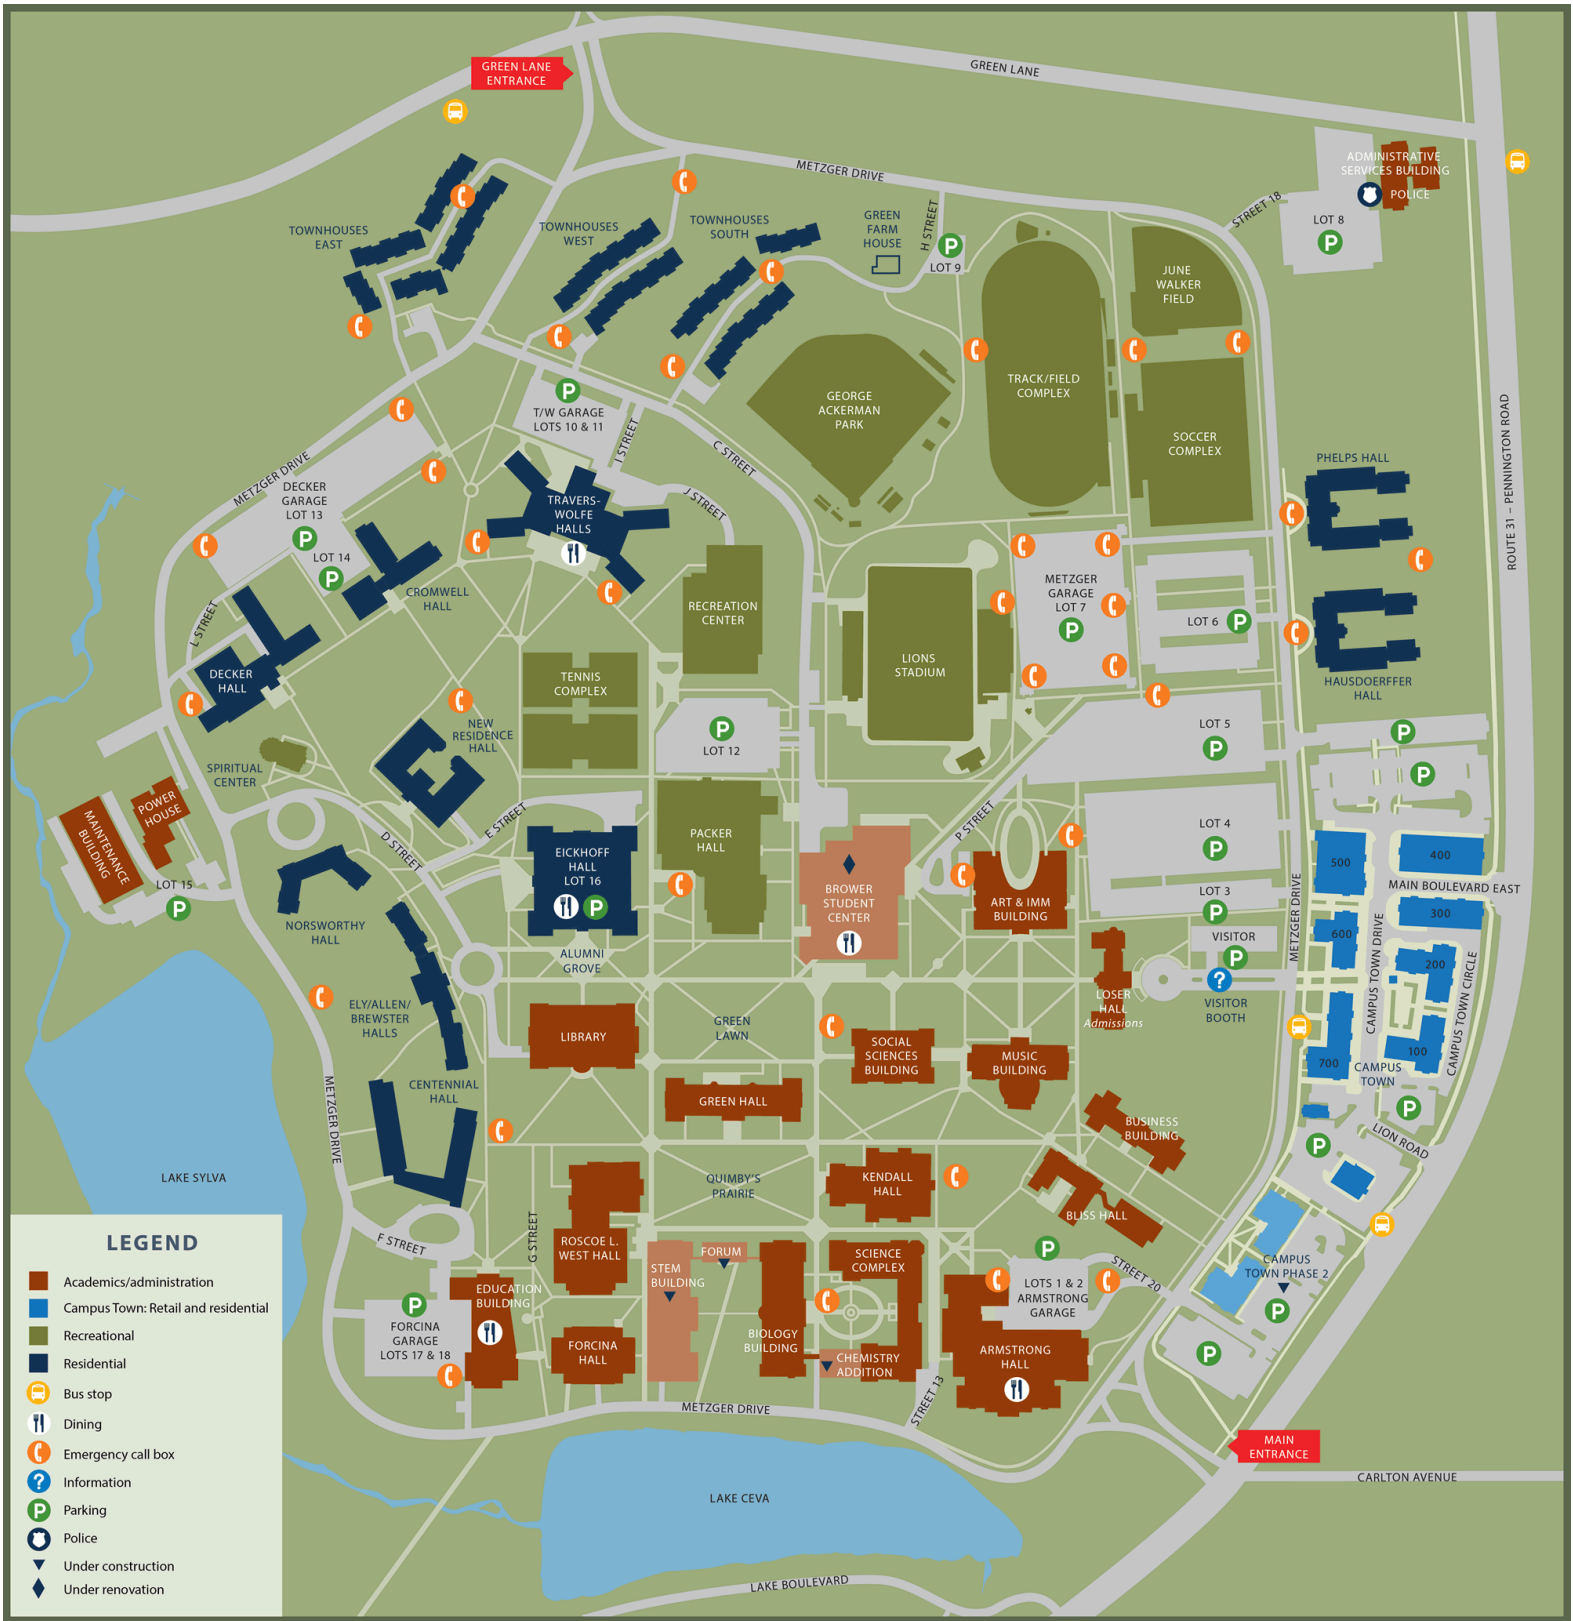 GREEN LANE
ENTRANCE
GREEN LANE
METZGER DRIVE
ADMINISTRATIVE
SERVICES BUILDING
POLICE
STREET 18
LOT 8
P
TOWNHOUSES
EAST
TOWNHOUSES
WEST
TOWNHOUSES
SOUTH
GREEN
FARM
HOUSE
H STREET
P
LOT 9
JUNE
WALKER
FIELD
TRACK/FIELD
COMPLEX
GEORGE
ACKERMAN
PARK
SOCCER
COMPLEX
P
T/W GARAGE
LOTS 10 & 11
I STREET
C STREET
J STREET
METZGER DRIVE
DECKER
GARAGE
LOT 13
P
LOT 14
P
TRAVERS-
WOLFE
HALLS
CROMWELL
HALL
L STREET
DECKER
HALL
PHELPS HALL
ROUTE 31 – PENNINGTON ROAD
METZGER
GARAGE
LOT 7
P
LOT 6
P
HAUSDOERFFER
HALL
RECREATION
CENTER
LIONS
STADIUM
TENNIS
COMPLEX
NEW
RESIDENCE
HALL
P
LOT 12
LOT 5
P
P
P
SPIRITUAL
CENTER
POWER
HOUSE
MAINTENANCE
BUILDING
LOT 15
P
D STREET
E STREET
EICKHOFF
HALL
LOT 16
P
PACKER
HALL
P STREET
BROWER
STUDENT
CENTER
ART & IMM
BUILDING
LOT 4
P
LOT 3
P
500
400
MAIN BOULEVARD EAST
300
600
200
METZGER DRIVE
CAMPUS TOWN DRIVE
CAMPUS TOWN CIRCLE
VISITOR
P
?
VISITOR
BOOTH
NORSWORTHY
HALL
ALUMNI
GROVE
ELY/ALLEN/
BREWSTER
HALLS
LIBRARY
GREEN
LAWN
SOCIAL
SCIENCES
BUILDING
MUSIC
BUILDING
LOSER
HALL
Admissions
700
100
CAMPUS
TOWN
P
LION ROAD
P
CENTENNIAL
HALL
GREEN HALL
BUSINESS
BUILDING
METZGER DRIVE
LAKE SYLVA
QUIMBY'S
PRAIRIE
KENDALL
HALL
BLISS HALL
F STREET
G STREET
ROSCOE L.
WEST HALL
FORUM
STEM
BUILDING
SCIENCE
COMPLEX
P
LOTS 1 & 2
ARMSTRONG
GARAGE
STREET 20
CAMPUS
TOWN PHASE 2
P
P
EDUCATION
BUILDING
P
FORCINA
GARAGE
LOTS 17 & 18
FORCINA
HALL
BIOLOGY
BUILDING
CHEMISTRY
ADDITION
ARMSTRONG
HALL
STREET 13
METZGER DRIVE
MAIN
ENTRANCE
CARLTON AVENUE
LAKE CEVA
LAKE BOULEVARD
LEGEND
Academics/administration
Campus Town: Retail and residential
Recreational
Residential
Bus stop
Dining
Emergency call box
? Information
P Parking
Police
Under construction
Under renovation